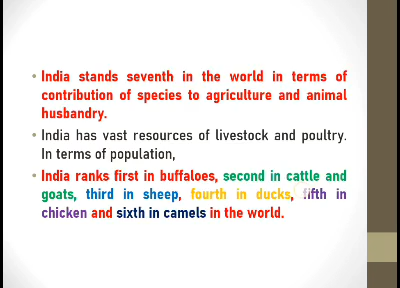 • India stands seventh in the world in terms of
contribution of species to agriculture and animal
husbandry.
• India has vast resources of livestock and poultry.
In terms of population,
• India ranks first in buffaloes, second in cattle and
goats, third in sheep, fourth in ducks, fifth in
chicken and sixth in camels in the world.